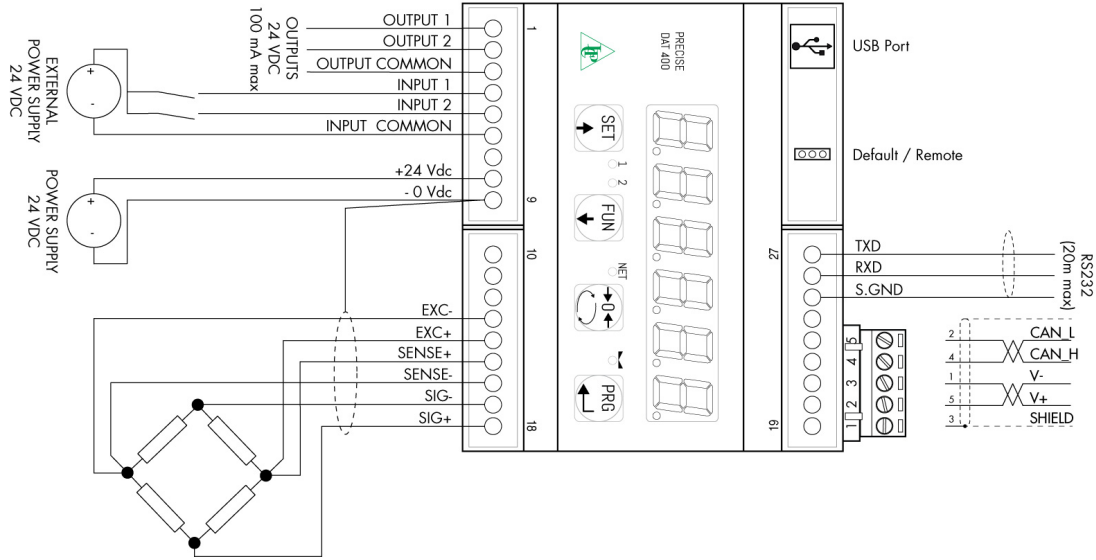 OUTPUT 1
OUTPUT 2
OUTPUT COMMON
INPUT 1
INPUT 2
INPUT COMMON
+24 Vdc
- 0 Vdc
OUTPUTS
24 VDC
100 mA max
EXTERNAL
POWER SUPPLY
24 VDC
+
-
POWER SUPPLY
24 VDC
+
-
EXC-
EXC+
SENSE+
SENSE-
SIG-
SIG+
1
9
10
18
PRECISE
DAT 400
SET
1
2
FUN
NET
0
PRG
USB Port
Default / Remote
27
19
TXD
RXD
S.GND
RS232
(20m max)
5
4
3
2
1
2 CAN_L
4 CAN_H
1 V-
5 V+
3 SHIELD